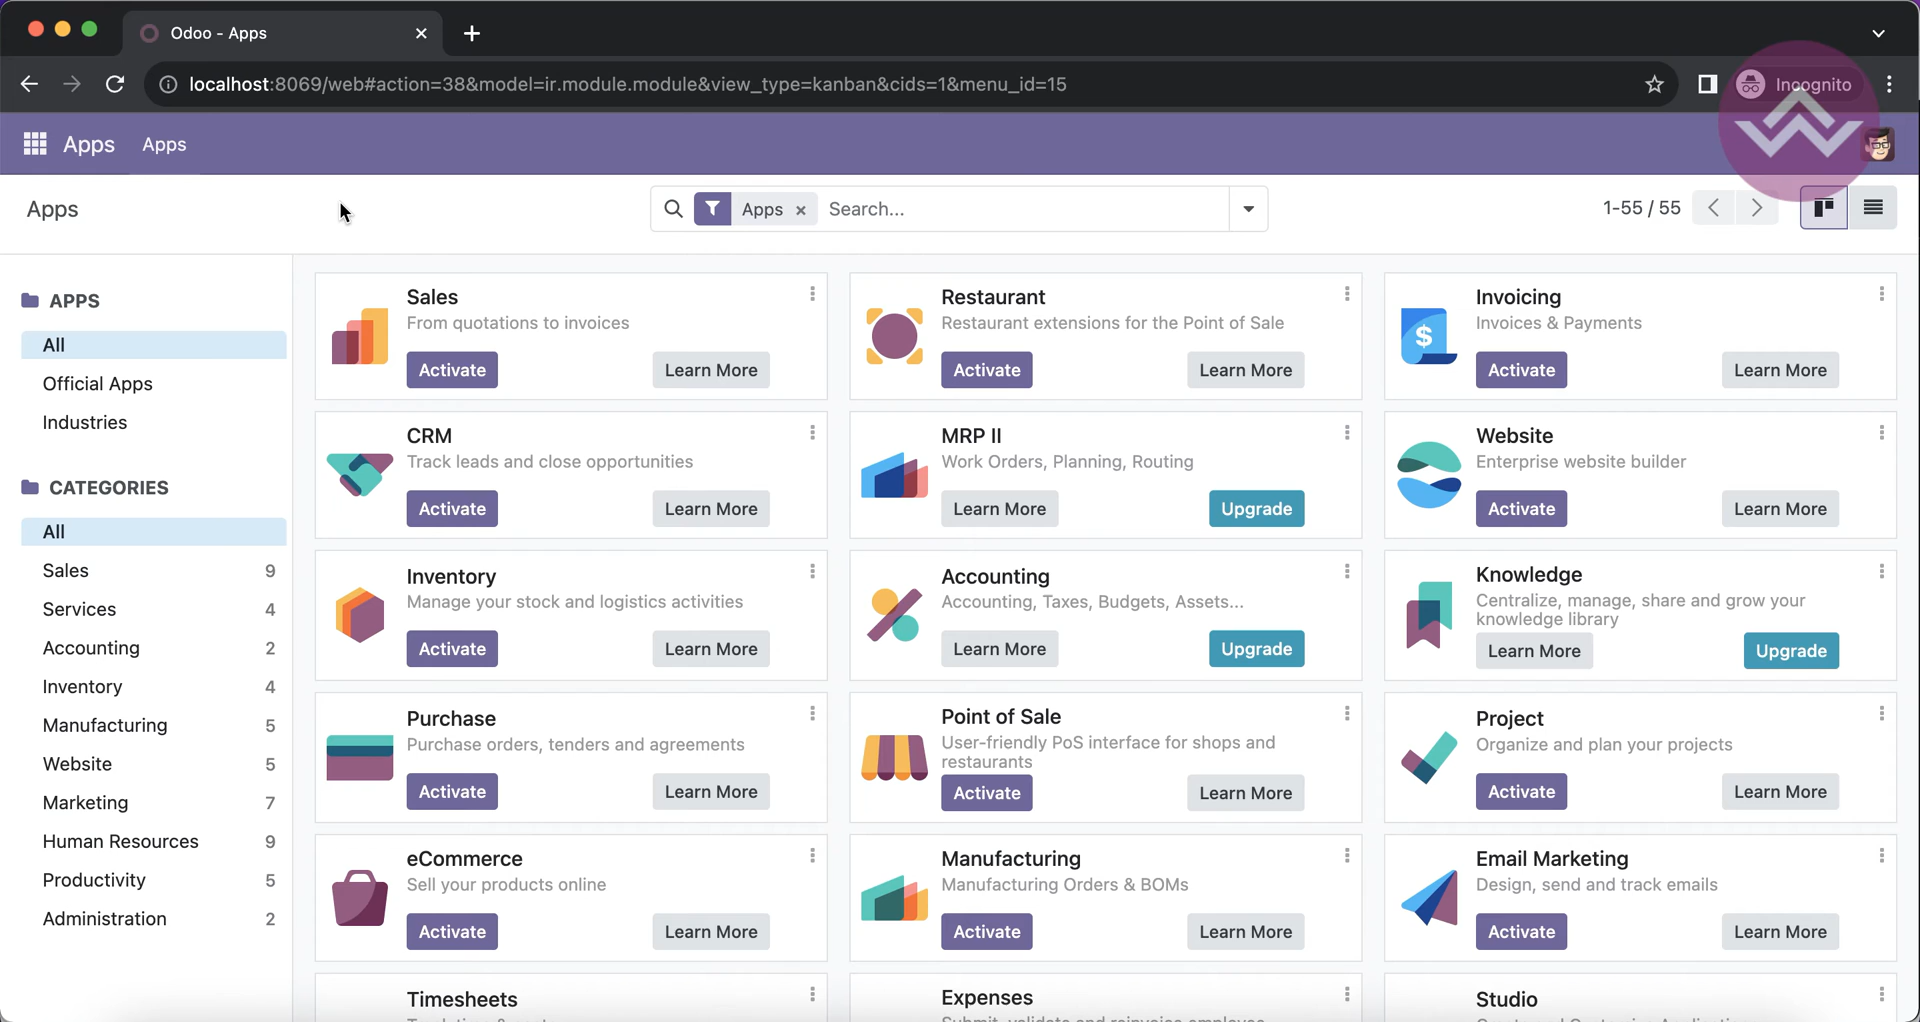 Odoo - Apps
localhost:8069/web#action=38&model=ir.module.module&view_type=kanban&cids=1&menu_id=15
Incognito
Apps Apps
Apps
Apps Search...
1-55 / 55
APPS
All
Official Apps
Industries
CATEGORIES
All
Sales 9
Services 4
Accounting 2
Inventory 4
Manufacturing 5
Website 5
Marketing 7
Human Resources 9
Productivity 5
Administration 2
Sales
From quotations to invoices
Activate Learn More
Restaurant
Restaurant extensions for the Point of Sale
Activate Learn More
Invoicing
Invoices & Payments
Activate Learn More
CRM
Track leads and close opportunities
Activate Learn More
MRP II
Work Orders, Planning, Routing
Learn More Upgrade
Website
Enterprise website builder
Activate Learn More
Inventory
Manage your stock and logistics activities
Activate Learn More
Accounting
Accounting, Taxes, Budgets, Assets...
Learn More Upgrade
Knowledge
Centralize, manage, share and grow your
knowledge library
Learn More Upgrade
Purchase
Purchase orders, tenders and agreements
Activate Learn More
Point of Sale
User-friendly PoS interface for shops and
restaurants
Activate Learn More
Project
Organize and plan your projects
Activate Learn More
eCommerce
Sell your products online
Activate Learn More
Manufacturing
Manufacturing Orders & BOMs
Activate Learn More
Email Marketing
Design, send and track emails
Activate Learn More
Timesheets
Expenses
Studio